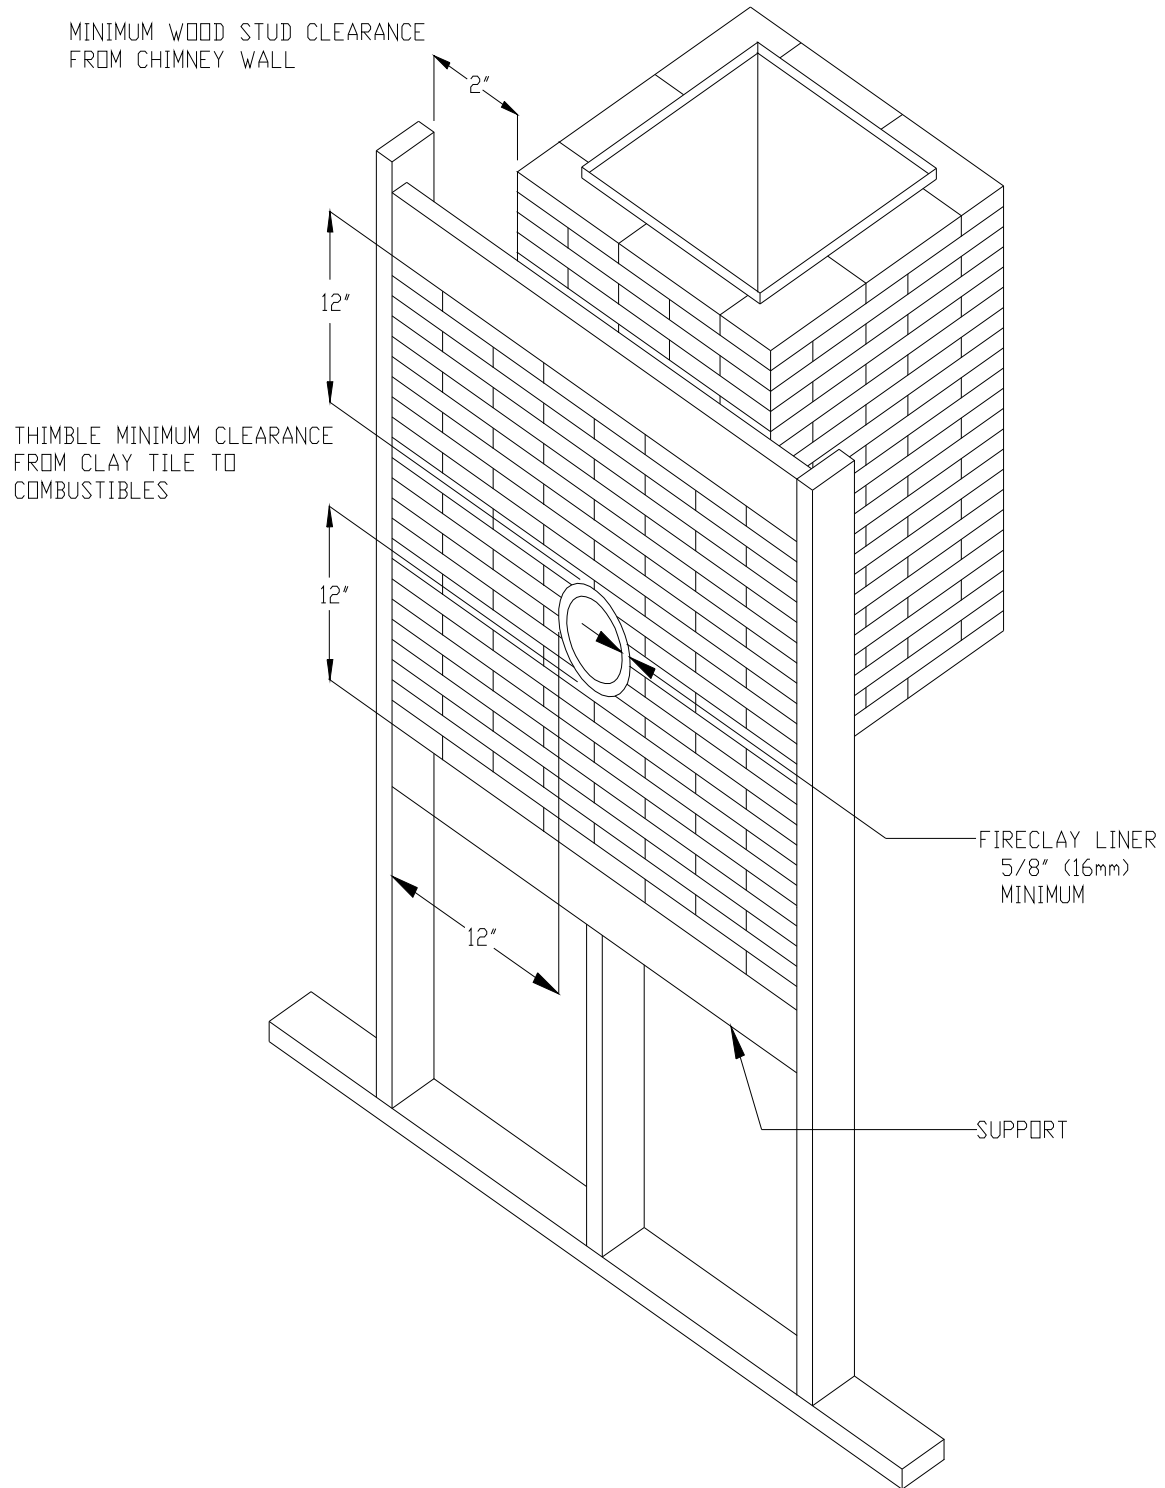 MINIMUM WOOD STUD CLEARANCE
FROM CHIMNEY WALL
2"
12"
THIMBLE MINIMUM CLEARANCE
FROM CLAY TILE TO
COMBUSTIBLES
12"
FIRECLAY LINER
5/8" (16mm)
MINIMUM
12"
SUPPORT